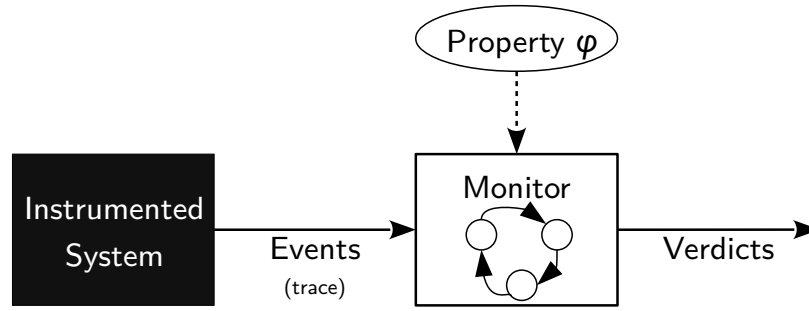 Property φ
Instrumented
System
Events
(trace)
Monitor
Verdicts